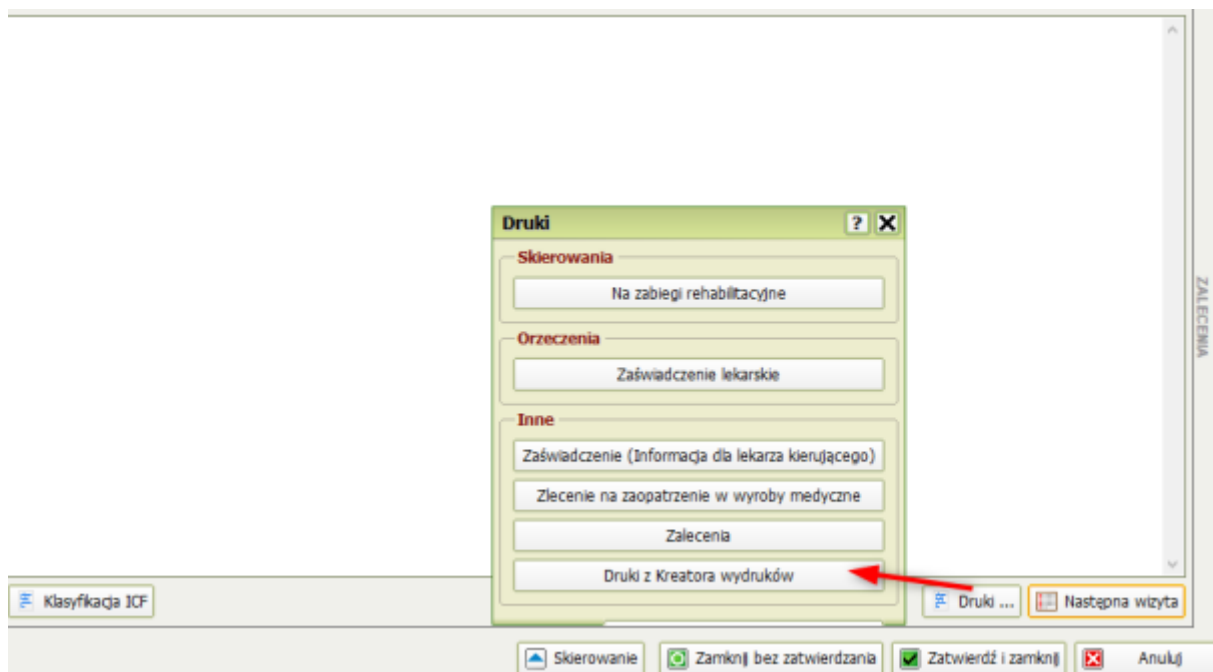 Druki
?
X
Skierowania
Na zabiegi rehabilitacyjne
Orzeczenia
Zaświadczenie lekarskie
Inne
Zaświadczenie (Informacja dla lekarza kierującego)
Zlecenie na zaopatrzenie w wyroby medyczne
Zalecenia
Druki z Kreatora wydruków
ZALECENIA
Klasyfikacja ICF
Druki ...
Następna wizyta
Skierowanie
Zamknij bez zatwierdzania
Zatwierdź i zamknij
Anuluj